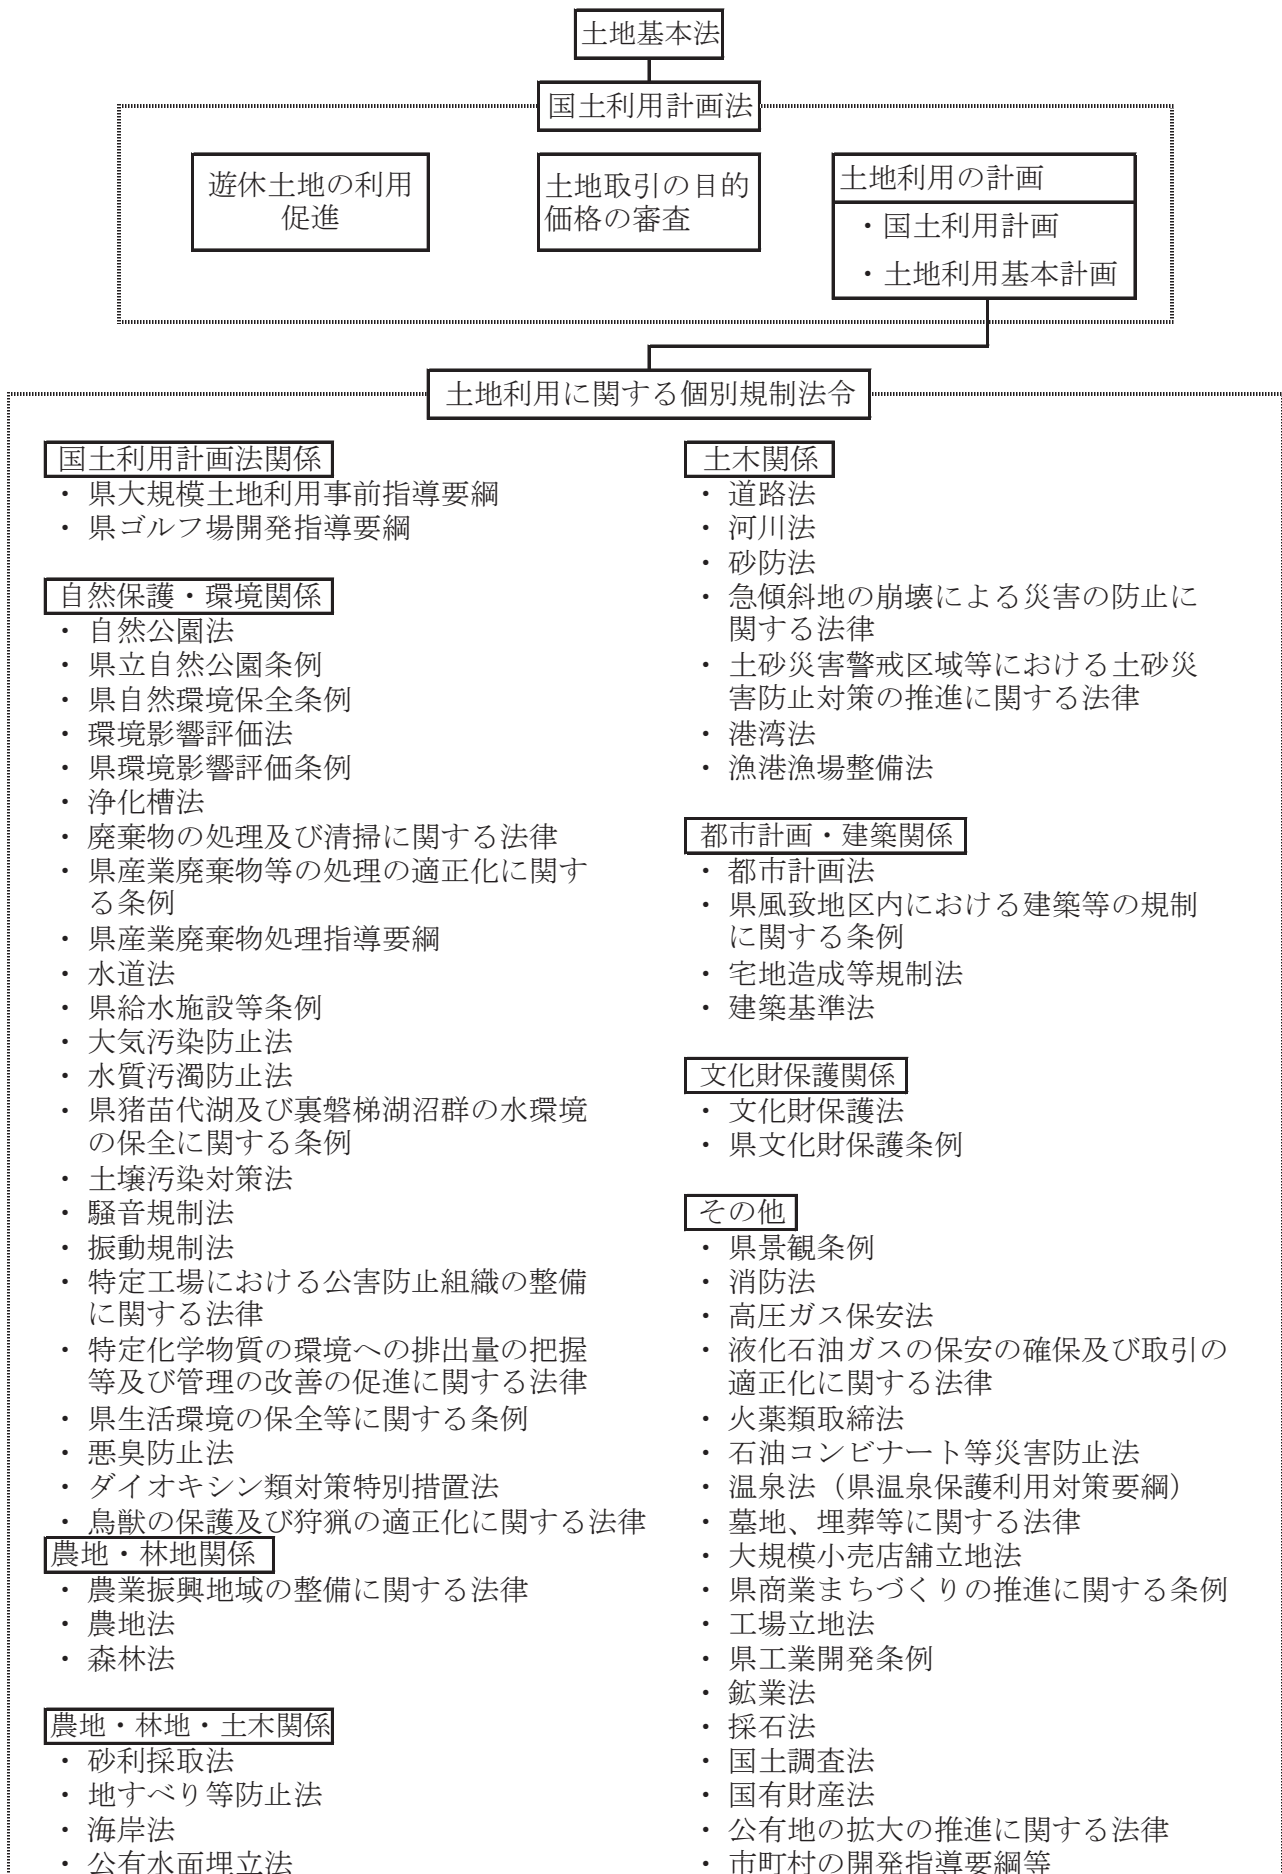 土地基本法
国土利用計画法
遊休土地の利用
促進
土地取引の目的
価格の審査
土地利用の計画
・国土利用計画
・土地利用基本計画
土地利用に関する個別規制法令
国土利用計画法関係
・ 県大規模土地利用事前指導要綱
・ 県ゴルフ場開発指導要綱
自然保護・環境関係
・ 自然公園法
・ 県立自然公園条例
・ 県自然環境保全条例
・ 環境影響評価法
・ 県環境影響評価条例
・ 浄化槽法
・ 廃棄物の処理及び清掃に関する法律
・ 県産業廃棄物等の処理の適正化に関す
る条例
・ 県産業廃棄物処理指導要綱
・ 水道法
・ 県給水施設等条例
・ 大気汚染防止法
・ 水質汚濁防止法
・ 県猪苗代湖及び裏磐梯湖沼群の水環境
の保全に関する条例
・ 土壌汚染対策法
・ 騒音規制法
・ 振動規制法
・ 特定工場における公害防止組織の整備
に関する法律
・ 特定化学物質の環境への排出量の把握
等及び管理の改善の促進に関する法律
・ 県生活環境の保全等に関する条例
・ 悪臭防止法
・ ダイオキシン類対策特別措置法
・ 鳥獣の保護及び狩猟の適正化に関する法律
農地・林地関係
・ 農業振興地域の整備に関する法律
・ 農地法
・ 森林法
農地・林地・土木関係
・ 砂利採取法
・ 地すべり等防止法
・ 海岸法
・ 公有水面埋立法
土木関係
・ 道路法
・ 河川法
・ 砂防法
・ 急傾斜地の崩壊による災害の防止に
関する法律
・ 土砂災害警戒区域等における土砂災
害防止対策の推進に関する法律
・ 港湾法
・ 漁港漁場整備法
都市計画・建築関係
・ 都市計画法
・ 県風致地区内における建築等の規制
に関する条例
・ 宅地造成等規制法
・ 建築基準法
文化財保護関係
・ 文化財保護法
・ 県文化財保護条例
その他
・ 県景観条例
・ 消防法
・ 高圧ガス保安法
・ 液化石油ガスの保安の確保及び取引の
適正化に関する法律
・ 火薬類取締法
・ 石油コンビナート等災害防止法
・ 温泉法（県温泉保護利用対策要綱）
・ 墓地、埋葬等に関する法律
・ 大規模小売店舗立地法
・ 県商業まちづくりの推進に関する条例
・ 工場立地法
・ 県工業開発条例
・ 鉱業法
・ 採石法
・ 国土調査法
・ 国有財産法
・ 公有地の拡大の推進に関する法律
・ 市町村の開発指導要綱等